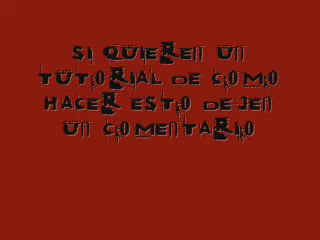 SI QUIEREN UN
TUTORIAL DE COMO
HACER ESTO DEJEN
UN COMENTARIO